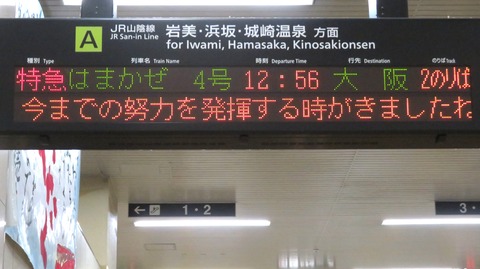 A JR山陰線 JR San-in Line 岩美・浜坂・城崎温泉 方面
for Iwami, Hamasaka, Kinosakionsen
種別 Type 列車名 Train Name 時刻 Departure Time 行先 Destination のりば Track
特急 はまかぜ 4号 12:56 大阪 2のりば
今までの努力を発揮する時がきましたね
← 1・2 3・